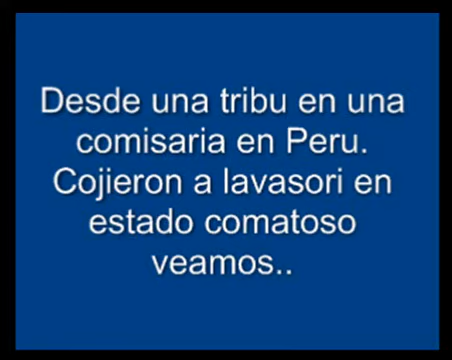 Desde una tribu en una
comisaria en Peru.
Cojieron a lavasori en
estado comatoso
veamos..